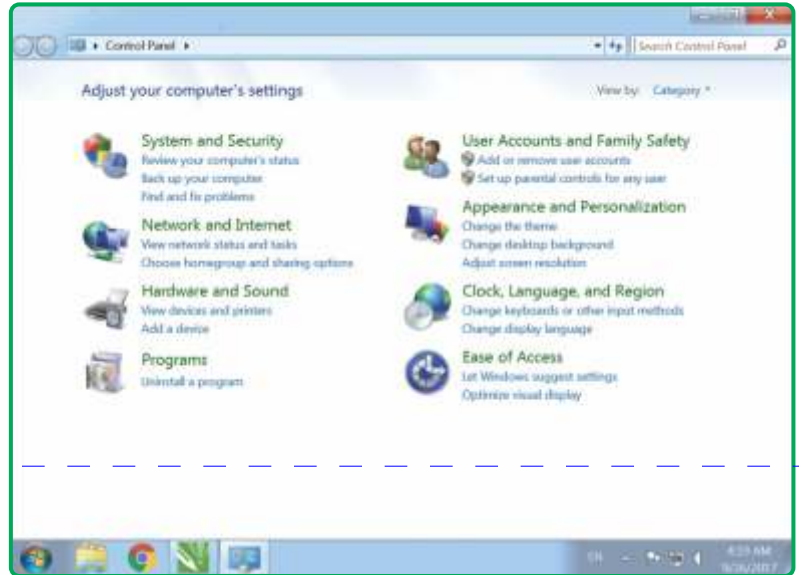 Control Panel
Search Control Panel
Adjust your computer's settings
View by: Category
System and Security
Review your computer's status
Back up your computer
Find and fix problems
Network and Internet
View network status and tasks
Choose homegroup and sharing options
Hardware and Sound
View devices and printers
Add a device
Programs
Uninstall a program
User Accounts and Family Safety
Add or remove user accounts
Set up parental controls for any user
Appearance and Personalization
Change the theme
Change desktop background
Adjust screen resolution
Clock, Language, and Region
Change keyboards or other input methods
Change display language
Ease of Access
Let Windows suggest settings
Optimize visual display
EN